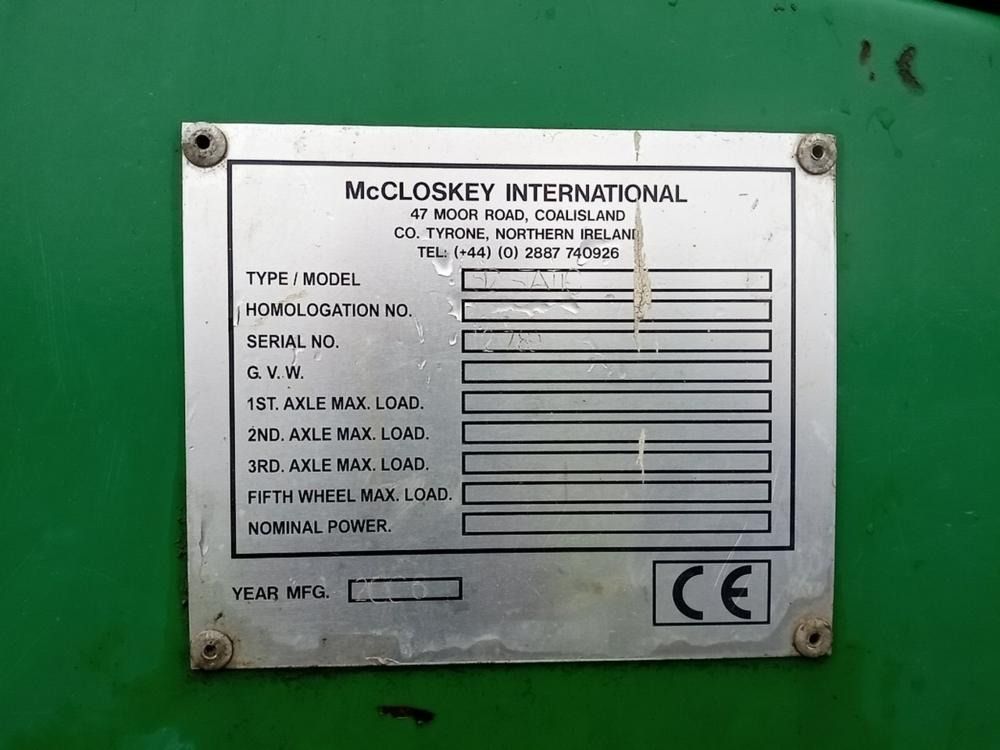 McCLOSKEY INTERNATIONAL
47 MOOR ROAD, COALISLAND
CO. TYRONE, NORTHERN IRELAND
TEL: (+44) (0) 2887 740926
TYPE / MODEL
HOMOLOGATION NO.
SERIAL NO.
G. V. W.
1ST. AXLE MAX. LOAD.
2ND. AXLE MAX. LOAD.
3RD. AXLE MAX. LOAD.
FIFTH WHEEL MAX. LOAD.
NOMINAL POWER.
YEAR MFG. 2006
CE